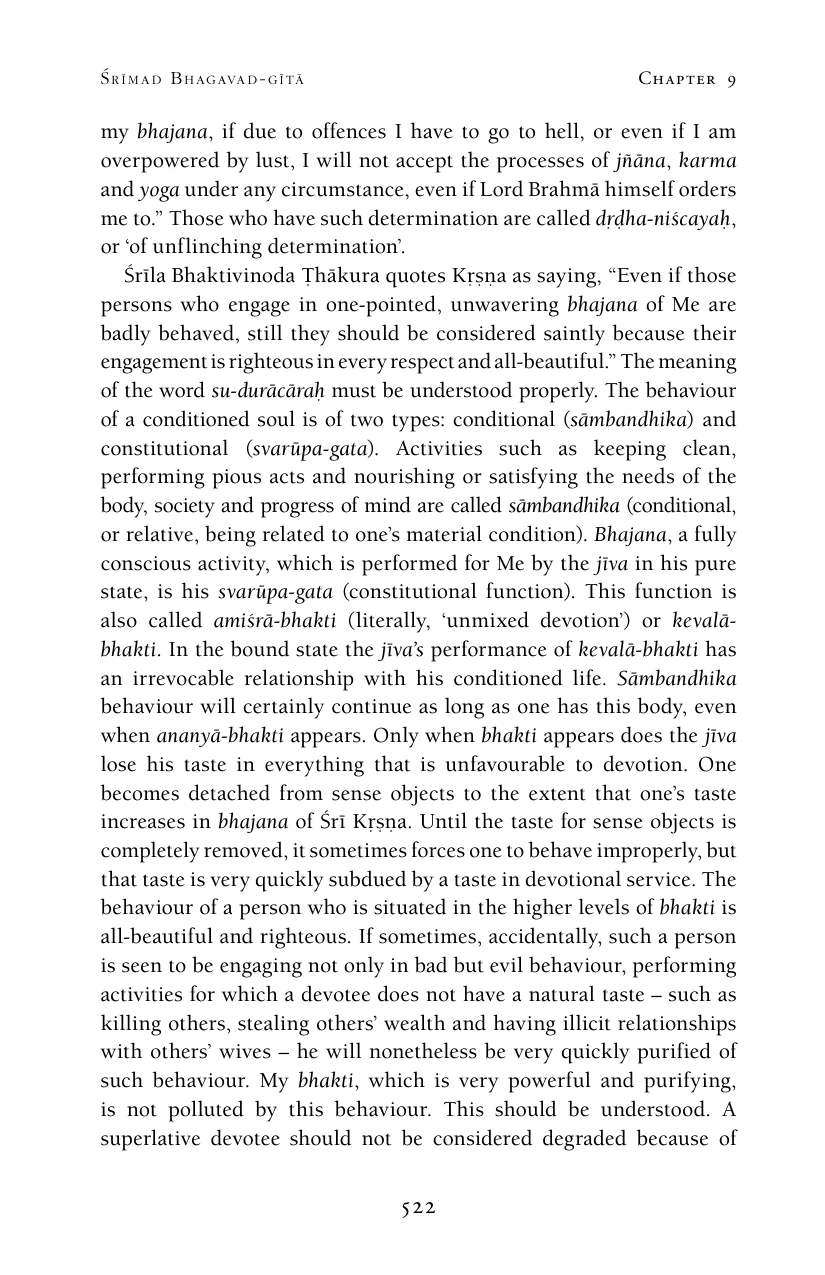 Śrīmad Bhagavad-gītā Chapter 9
my bhajana, if due to offences I have to go to hell, or even if I am
overpowered by lust, I will not accept the processes of jñāna, karma
and yoga under any circumstance, even if Lord Brahmā himself orders
me to.” Those who have such determination are called dṛḍha-niścayaḥ,
or ‘of unflinching determination’.
Śrīla Bhaktivinoda Ṭhākura quotes Kṛṣṇa as saying, “Even if those
persons who engage in one-pointed, unwavering bhajana of Me are
badly behaved, still they should be considered saintly because their
engagement is righteous in every respect and all-beautiful.” The meaning
of the word su-durācāraḥ must be understood properly. The behaviour
of a conditioned soul is of two types: conditional (sāmbandhika) and
constitutional (svarūpa-gata). Activities such as keeping clean,
performing pious acts and nourishing or satisfying the needs of the
body, society and progress of mind are called sāmbandhika (conditional,
or relative, being related to one’s material condition). Bhajana, a fully
conscious activity, which is performed for Me by the jīva in his pure
state, is his svarūpa-gata (constitutional function). This function is
also called amiśrā-bhakti (literally, ‘unmixed devotion’) or kevalā-
bhakti. In the bound state the jīva’s performance of kevalā-bhakti has
an irrevocable relationship with his conditioned life. Sāmbandhika
behaviour will certainly continue as long as one has this body, even
when ananyā-bhakti appears. Only when bhakti appears does the jīva
lose his taste in everything that is unfavourable to devotion. One
becomes detached from sense objects to the extent that one’s taste
increases in bhajana of Śrī Kṛṣṇa. Until the taste for sense objects is
completely removed, it sometimes forces one to behave improperly, but
that taste is very quickly subdued by a taste in devotional service. The
behaviour of a person who is situated in the higher levels of bhakti is
all-beautiful and righteous. If sometimes, accidentally, such a person
is seen to be engaging not only in bad but evil behaviour, performing
activities for which a devotee does not have a natural taste – such as
killing others, stealing others’ wealth and having illicit relationships
with others’ wives – he will nonetheless be very quickly purified of
such behaviour. My bhakti, which is very powerful and purifying,
is not polluted by this behaviour. This should be understood. A
superlative devotee should not be considered degraded because of
522